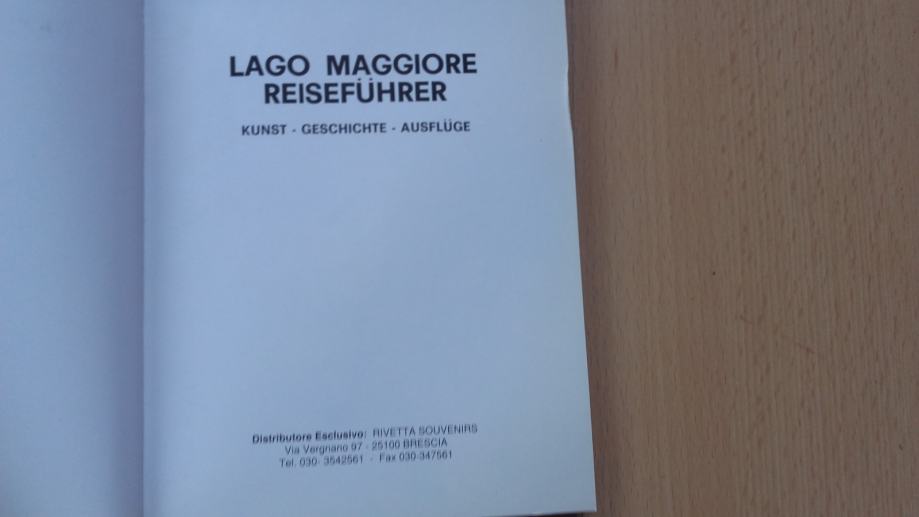 LAGO MAGGIORE
REISEFÜHRER
KUNST - GESCHICHTE - AUSFLÜGE
Distributore Esclusivo: RIVETTA SOUVENIRS
Via Vergnano 97 - 25100 BRESCIA
Tel. 030- 3542561 - Fax 030-347561